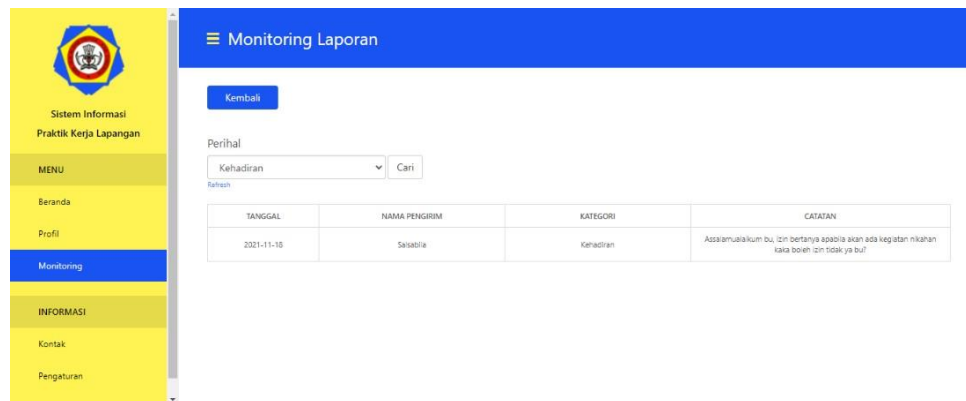 Sistem Informasi
Praktik Kerja Lapangan
MENU
Beranda
Profil
Monitoring
INFORMASI
Kontak
Pengaturan
Monitoring Laporan
Kembali
Perihal
Kehadiran
Cari
Refresh
TANGGAL NAMA PENGIRIM KATEGORI CATATAN
2021-11-18 Salsabila Kehadiran Assalamualaikum bu, izin bertanya apabila akan ada kegiatan nikahan
kaka boleh izin tidak ya bu?